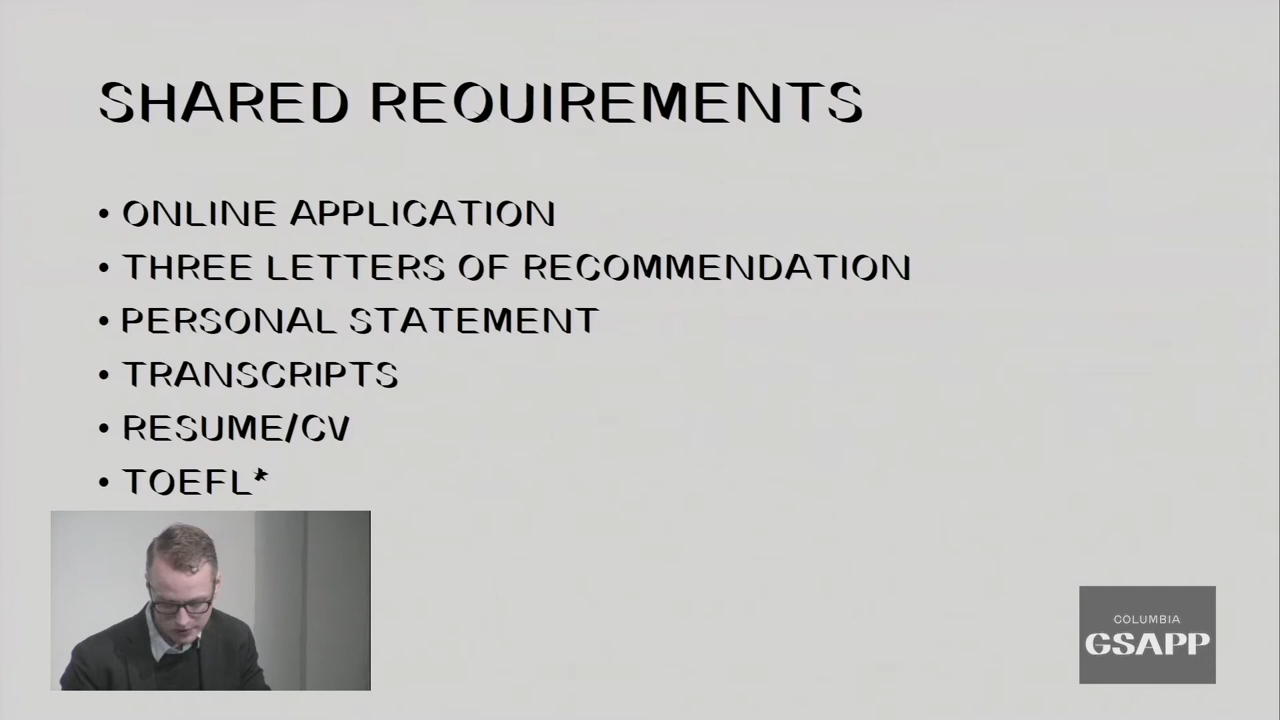 SHARED REQUIREMENTS
• ONLINE APPLICATION
• THREE LETTERS OF RECOMMENDATION
• PERSONAL STATEMENT
• TRANSCRIPTS
• RESUME/CV
• TOEFL*
COLUMBIA
GSAPP